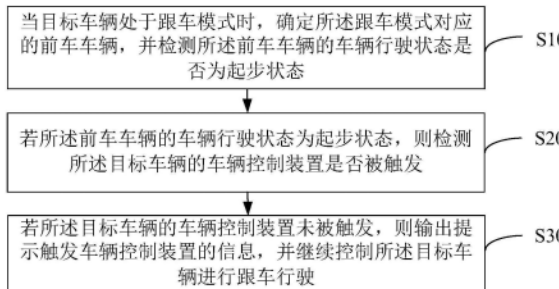 当目标车辆处于跟车模式时，确定所述跟车模式对应
的前车车辆，并检测所述前车车辆的车辆行驶状态是
否为起步状态
S10
若所述前车车辆的车辆行驶状态为起步状态，则检测
所述目标车辆的车辆控制装置是否被触发
S20
若所述目标车辆的车辆控制装置未被触发，则输出提
示触发车辆控制装置的信息，并继续控制所述目标车
辆进行跟车行驶
S30